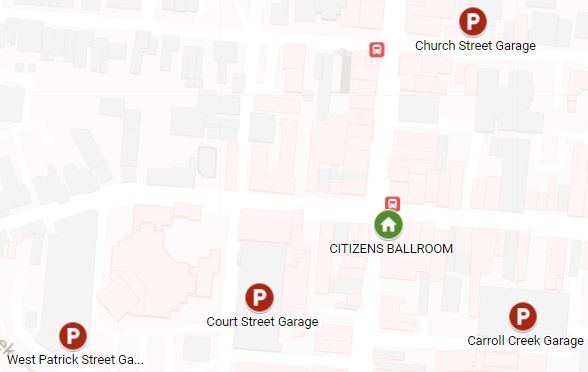 P
Church Street Garage
CITIZENS BALLROOM
P
Court Street Garage
P
Carroll Creek Garage
P
West Patrick Street Ga...